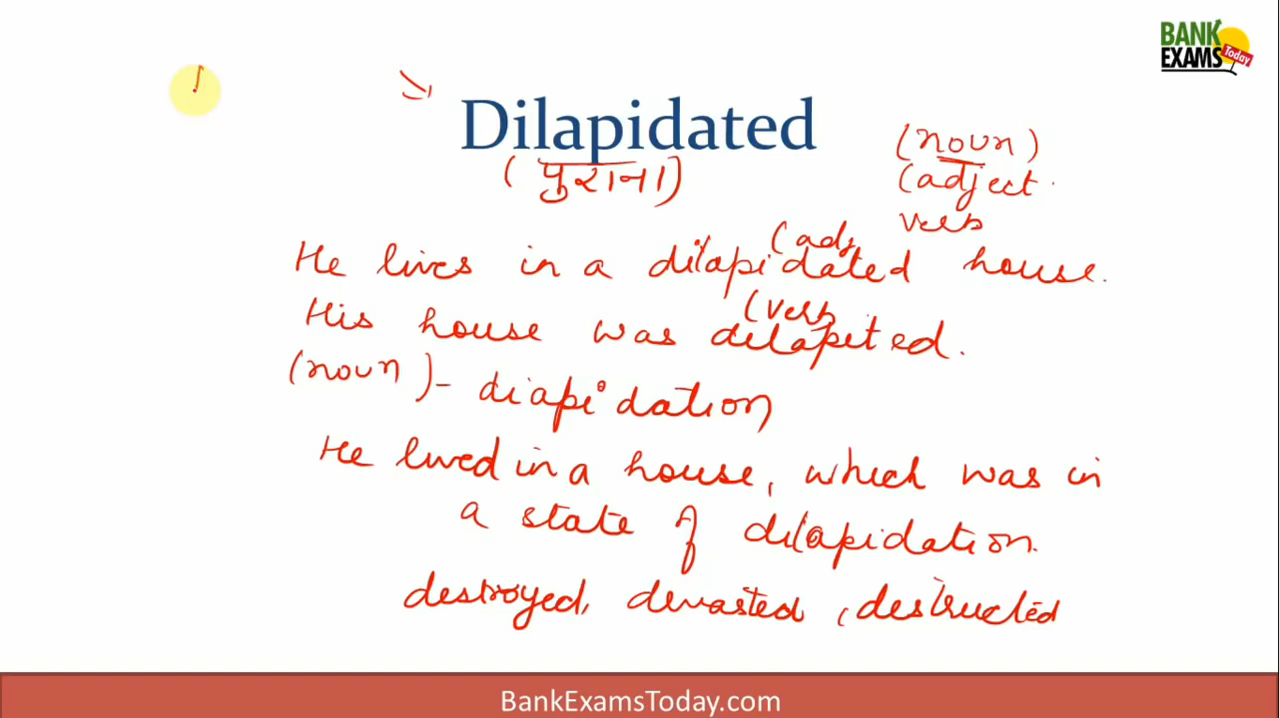 BANK
EXAMS Today
Dilapidated
(पुराना)
(noun)
(adject.
verb
(adj
He lives in a dilapidated house.
(verb
His house was dilapited.
(noun) - diapidation
He lived in a house, which was in
a state of dilapidation.
destroyed, devasted, destructed
BankExamsToday.com